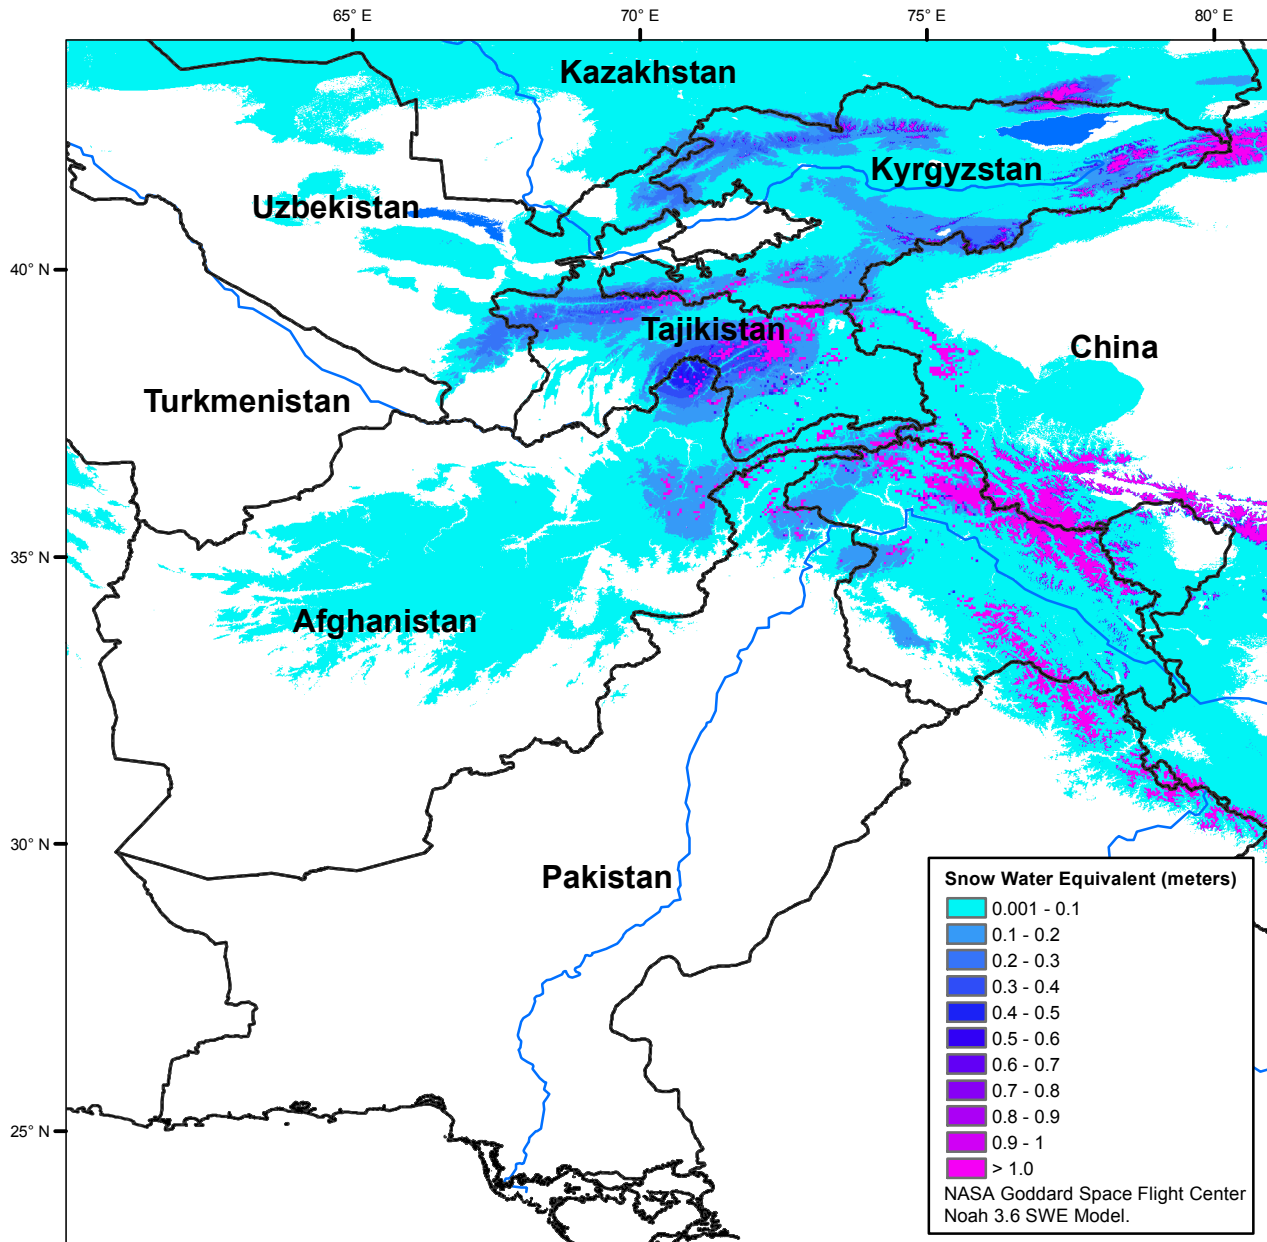 65° E
70° E
75° E
80° E
Kazakhstan
Kyrgyzstan
Uzbekistan
40° N
Tajikistan
China
Turkmenistan
35° N
Afghanistan
30° N
Pakistan
25° N
Snow Water Equivalent (meters)
0.001 - 0.1
0.1 - 0.2
0.2 - 0.3
0.3 - 0.4
0.4 - 0.5
0.5 - 0.6
0.6 - 0.7
0.7 - 0.8
0.8 - 0.9
0.9 - 1
> 1.0
NASA Goddard Space Flight Center
Noah 3.6 SWE Model.